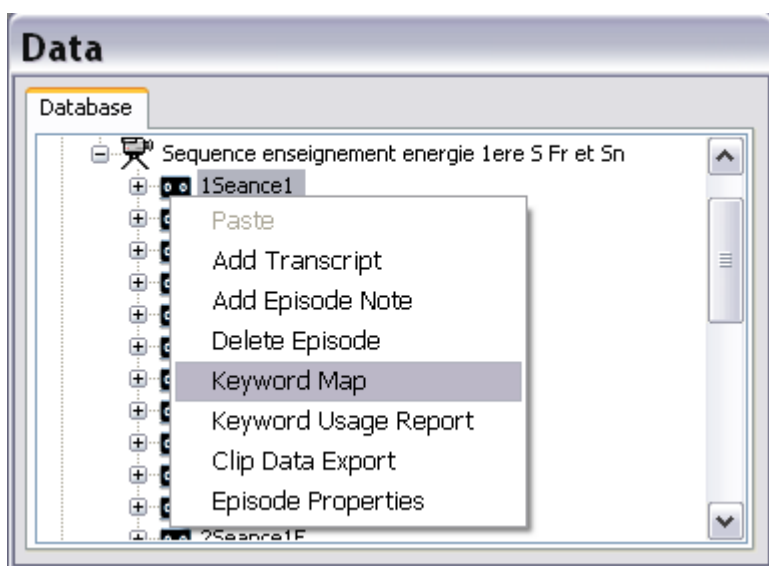 Data
Database
Sequence enseignement energie 1ere S Fr et Sn
1Seance1
Paste
Add Transcript
Add Episode Note
Delete Episode
Keyword Map
Keyword Usage Report
Clip Data Export
Episode Properties